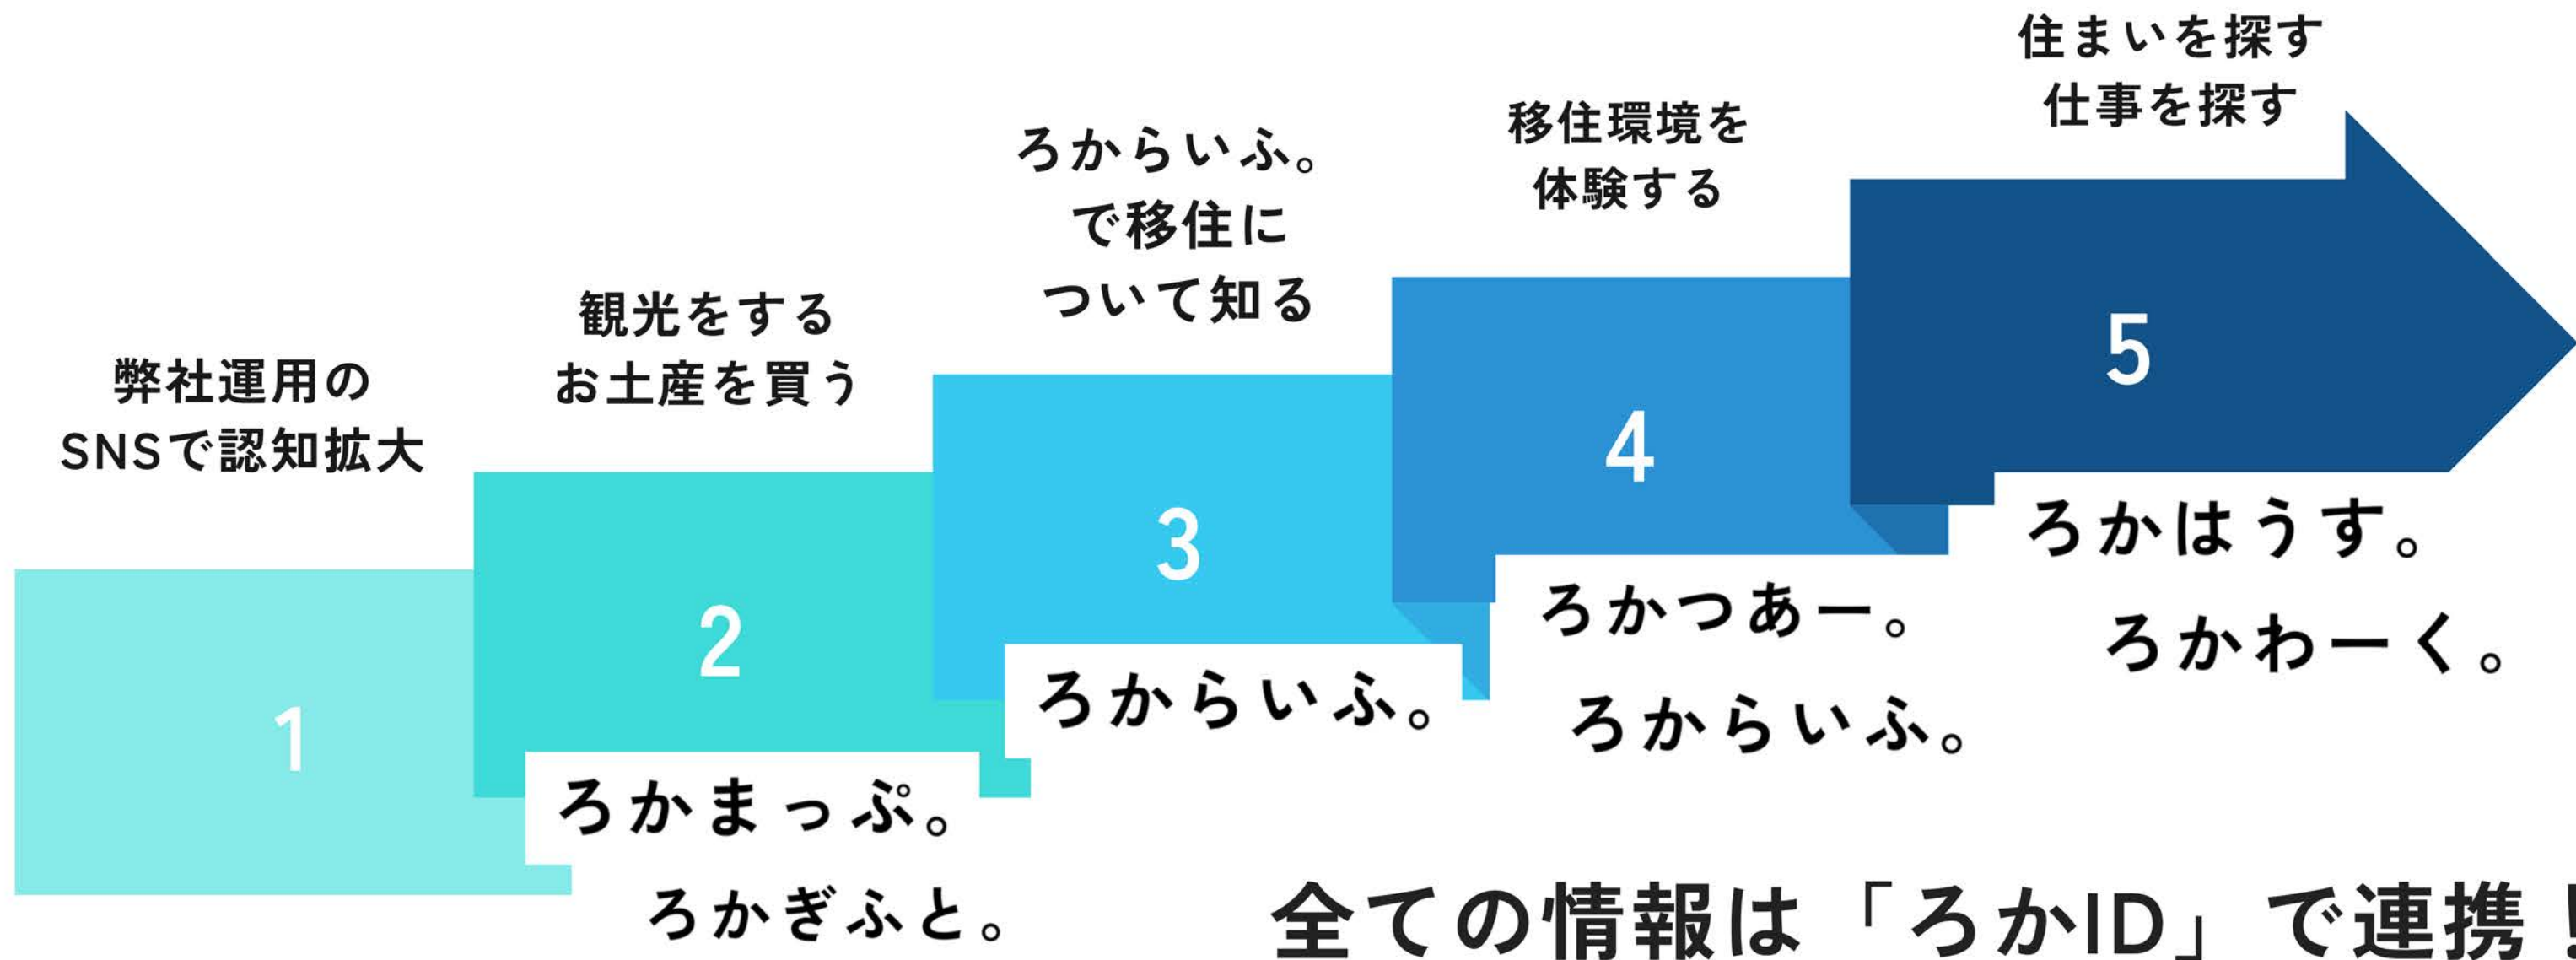 弊社運用の
SNSで認知拡大
1
観光をする
お土産を買う
2
ろかまっぷ。
ろかぎふと。
ろからいふ。
で移住に
ついて知る
3
ろからいふ。
移住環境を
体験する
4
ろかつあー。
ろからいふ。
住まいを探す
仕事を探す
5
ろかはうす。
ろかわーく。
全ての情報は「ろかID」で連携！